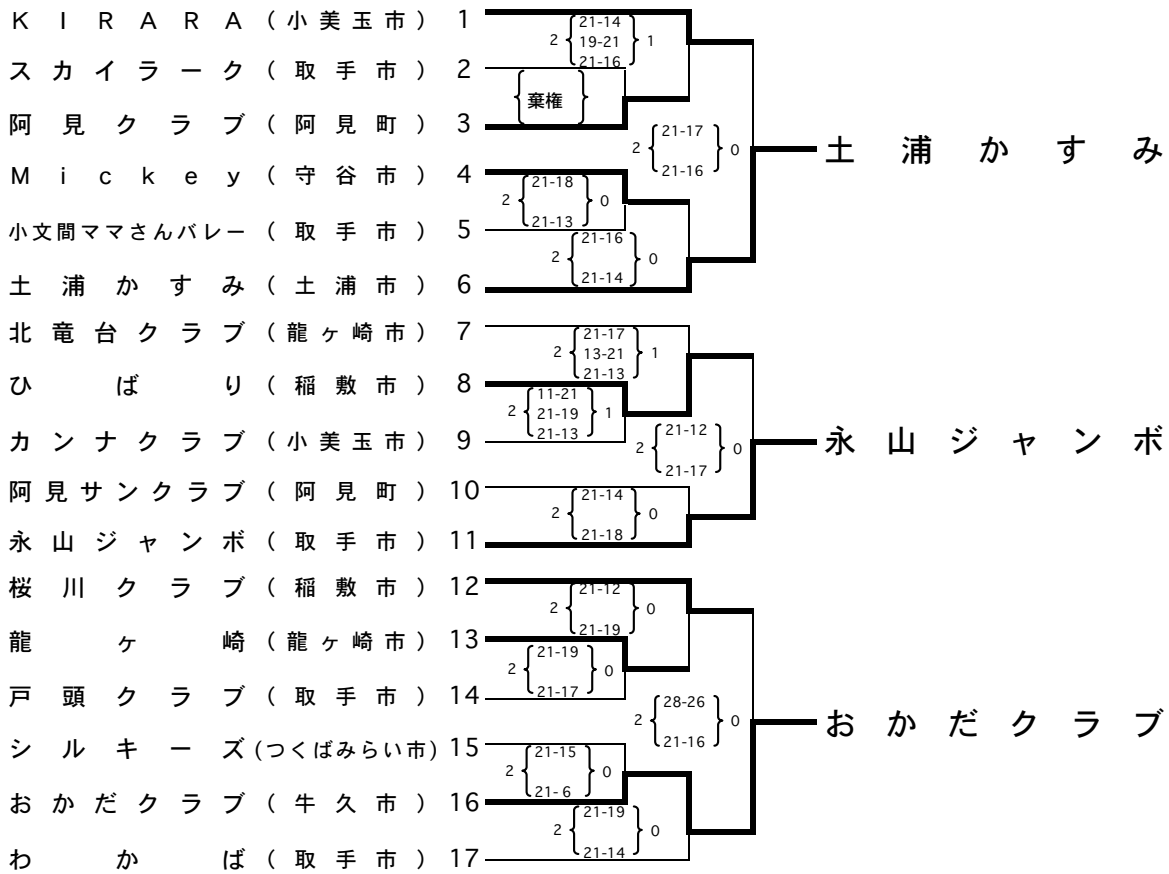 KIRARA(小美玉市) 1
2 21-14 1
19-21
21-16
スカイラーク(取手市) 2
棄権
阿見クラブ(阿見町) 3
2 21-17 0
21-16
土浦かすみ
Mickey(守谷市) 4
2 21-18 0
21-13
小文間ママさんバレー(取手市) 5
2 21-16 0
21-14
土浦かすみ(土浦市) 6
北竜台クラブ(龍ヶ崎市) 7
2 21-17 1
13-21
21-13
ひばり(稲敷市) 8
2 11-21 1
21-19
21-13
カンナクラブ(小美玉市) 9
2 21-12 0
21-17
永山ジャンボ
阿見サンクラブ(阿見町) 10
2 21-14 0
21-18
永山ジャンボ(取手市) 11
桜川クラブ(稲敷市) 12
2 21-12 0
21-19
龍ヶ崎(龍ヶ崎市) 13
2 21-19 0
21-17
戸頭クラブ(取手市) 14
2 28-26 0
21-16
おかだクラブ
シルキーズ(つくばみらい市) 15
2 21-15 0
21-6
おかだクラブ(牛久市) 16
2 21-19 0
21-14
わかば(取手市) 17